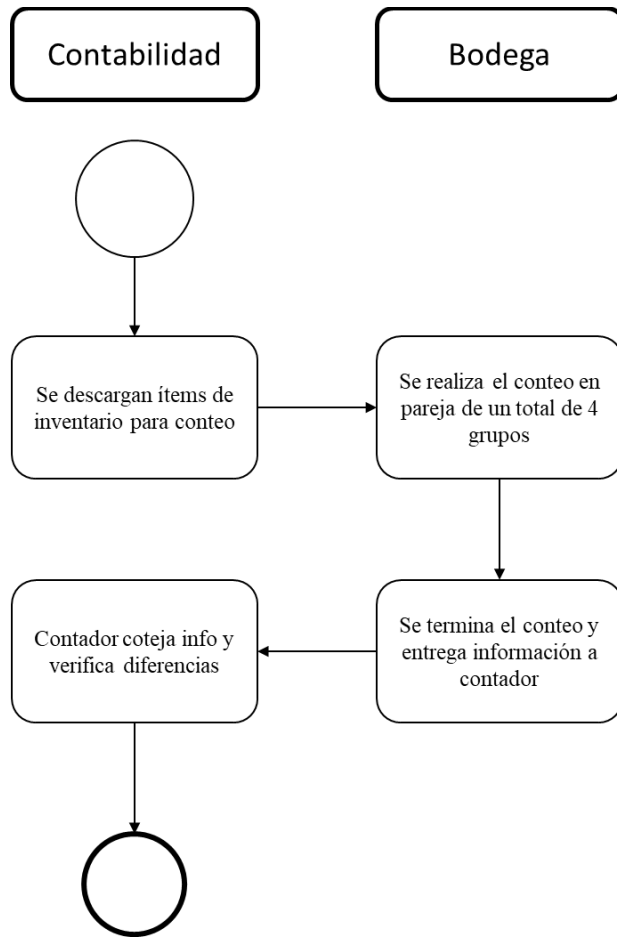 Contabilidad
Bodega
Se descargan ítems de
inventario para conteo
Se realiza el conteo en
pareja de un total de 4
grupos
Se termina el conteo y
entrega información a
contador
Contador coteja info y
verifica diferencias